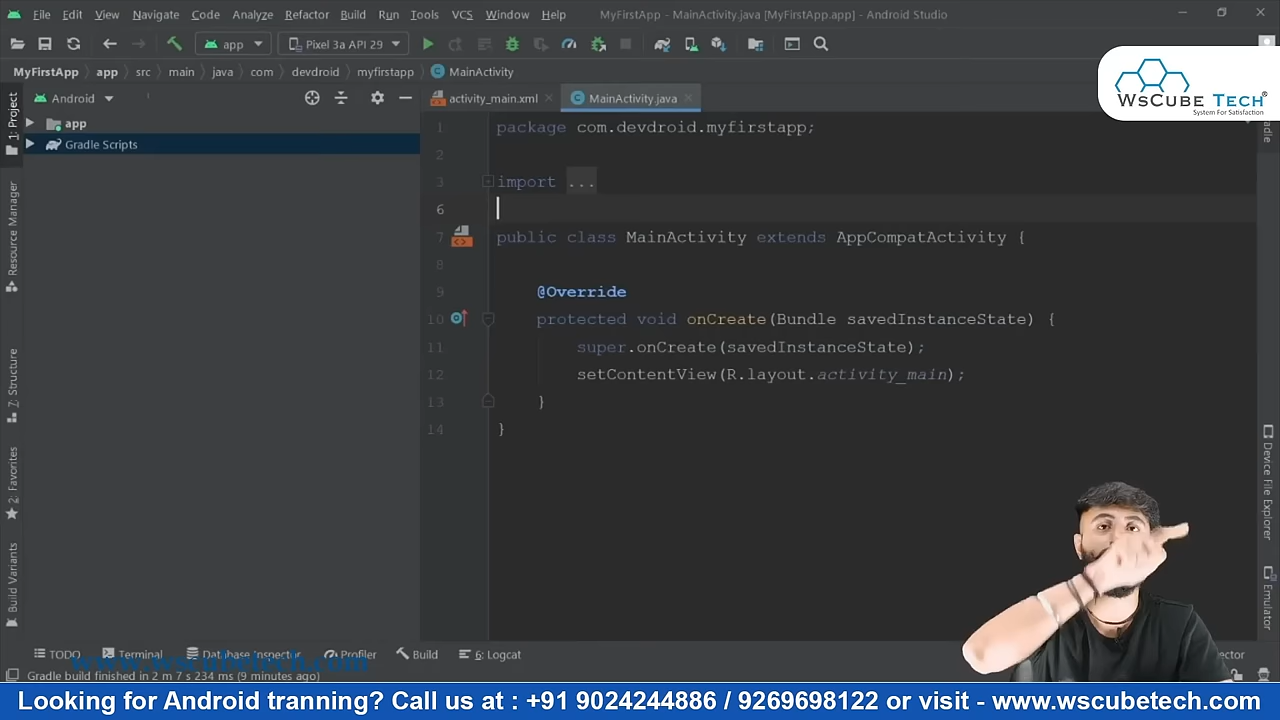 File Edit View Navigate Code Analyze Refactor Build Run Tools VCS Window Help MyFirstApp - MainActivity.java [MyFirstApp.app] - Android Studio
app Pixel 3a API 29
MyFirstApp app src main java com devdroid myfirstapp MainActivity
WsCube Tech®
System For Satisfaction
Android
activity_main.xml
MainActivity.java
app
Gradle Scripts
1: Project
Resource Manager
7: Structure
2: Favorites
Build Variants
1 package com.devdroid.myfirstapp;
2
3 import ...
6
7 public class MainActivity extends AppCompatActivity {
8
9 @Override
10 protected void onCreate(Bundle savedInstanceState) {
11 super.onCreate(savedInstanceState);
12 setContentView(R.layout.activity_main);
13 }
14 }
Device File Explorer
Emulator
TODO Terminal Database Inspector Profiler Build 6: Logcat
www.wscubetech.com
Gradle build finished in 2 m 7 s 234 ms (9 minutes ago)
Looking for Android tranning? Call us at : +91 9024244886 / 9269698122 or visit - www.wscubetech.com